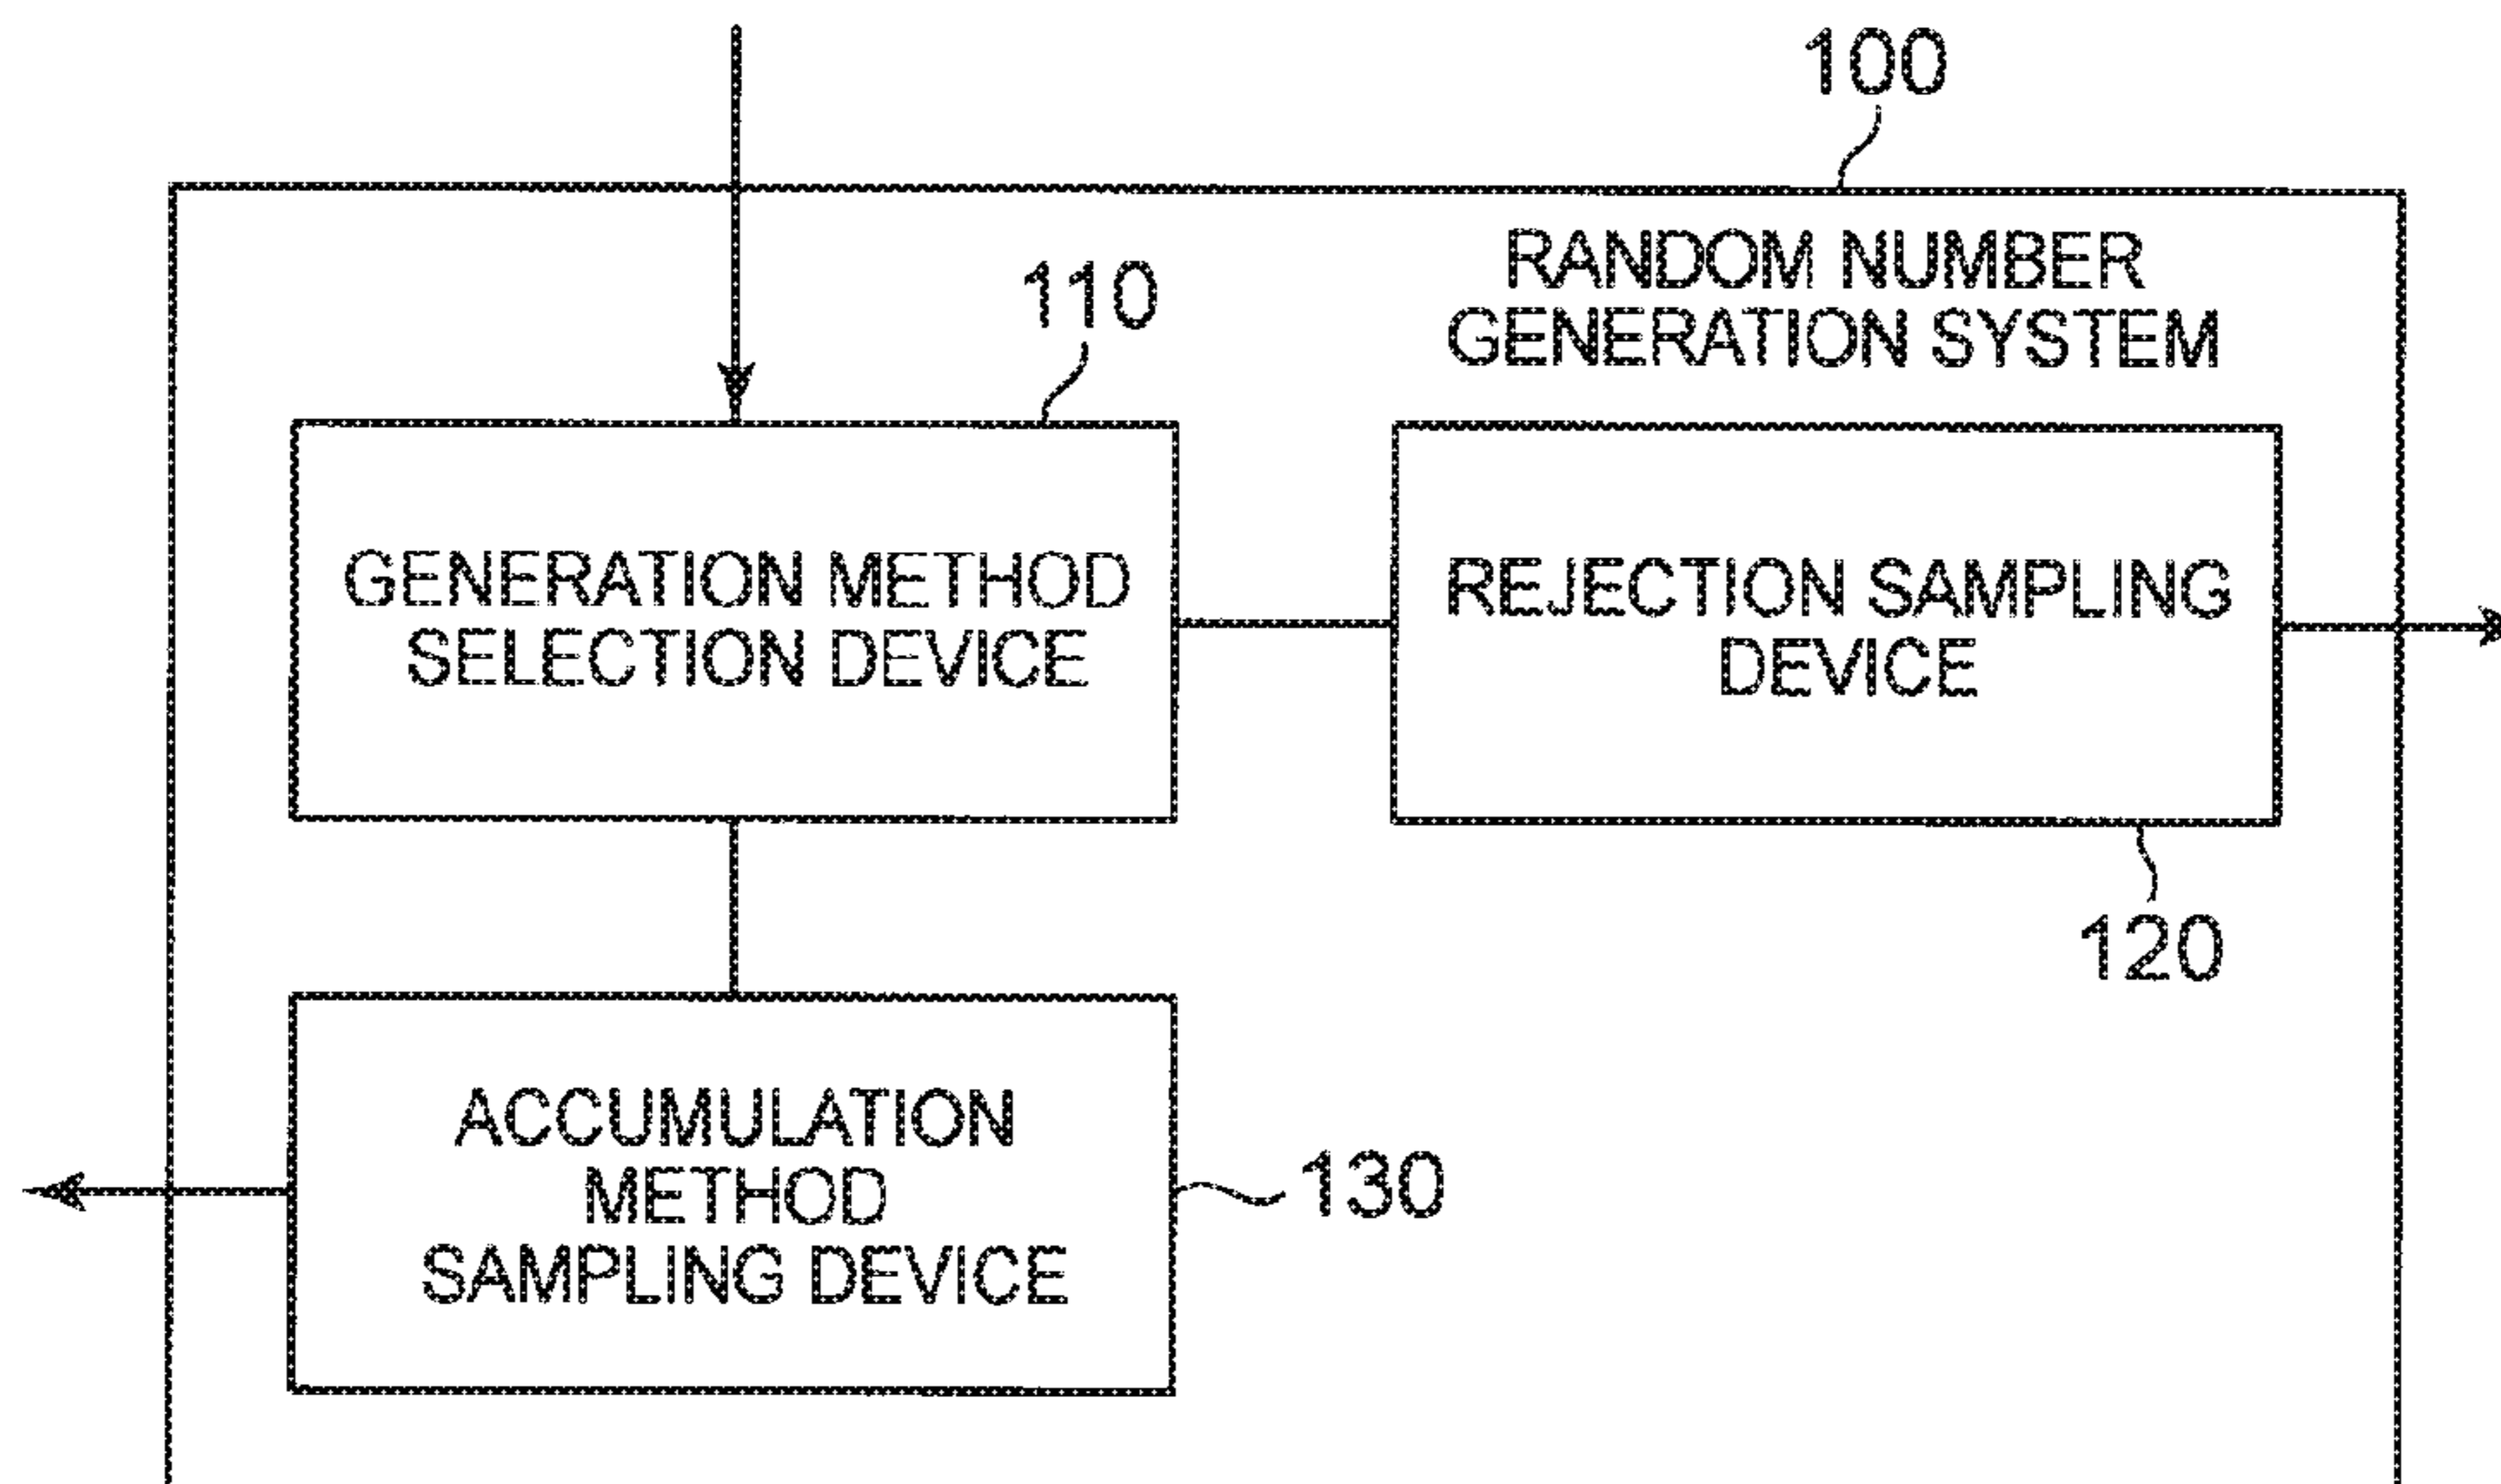 100
RANDOM NUMBER
GENERATION SYSTEM
110
GENERATION METHOD
SELECTION DEVICE
REJECTION SAMPLING
DEVICE
120
ACCUMULATION
METHOD
SAMPLING DEVICE
130